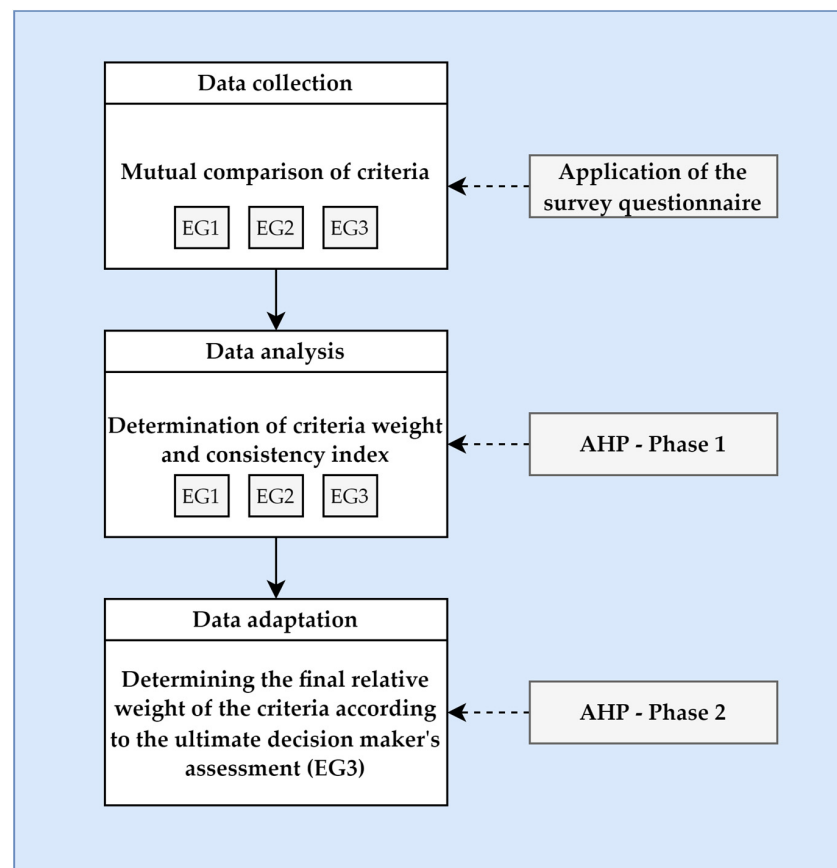 Data collection
Mutual comparison of criteria
EG1 EG2 EG3
Application of the
survey questionnaire
Data analysis
Determination of criteria weight
and consistency index
EG1 EG2 EG3
AHP - Phase 1
Data adaptation
Determining the final relative
weight of the criteria according
to the ultimate decision maker's
assessment (EG3)
AHP - Phase 2